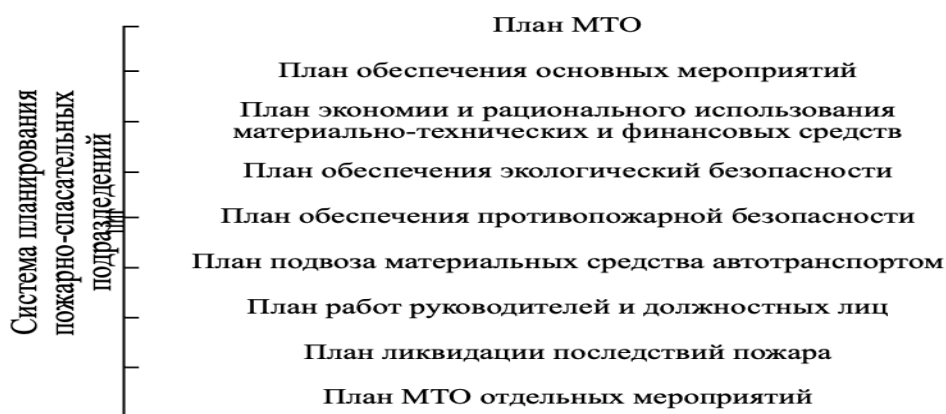 Система планирования
пожарно-спасательных
подразделений
План МТО
План обеспечения основных мероприятий
План экономии и рационального использования
материально-технических и финансовых средств
План обеспечения экологический безопасности
План обеспечения противопожарной безопасности
План подвоза материальных средства автотранспортом
План работ руководителей и должностных лиц
План ликвидации последствий пожара
План МТО отдельных мероприятий